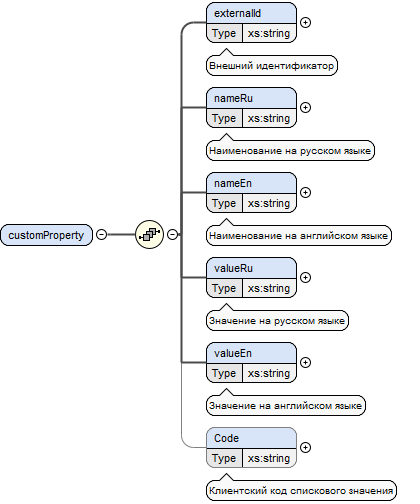 externalId
Type xs:string
Внешний идентификатор
nameRu
Type xs:string
Наименование на русском языке
nameEn
Type xs:string
Наименование на английском языке
customProperty
valueRu
Type xs:string
Значение на русском языке
valueEn
Type xs:string
Значение на английском языке
Code
Type xs:string
Клиентский код спискового значения